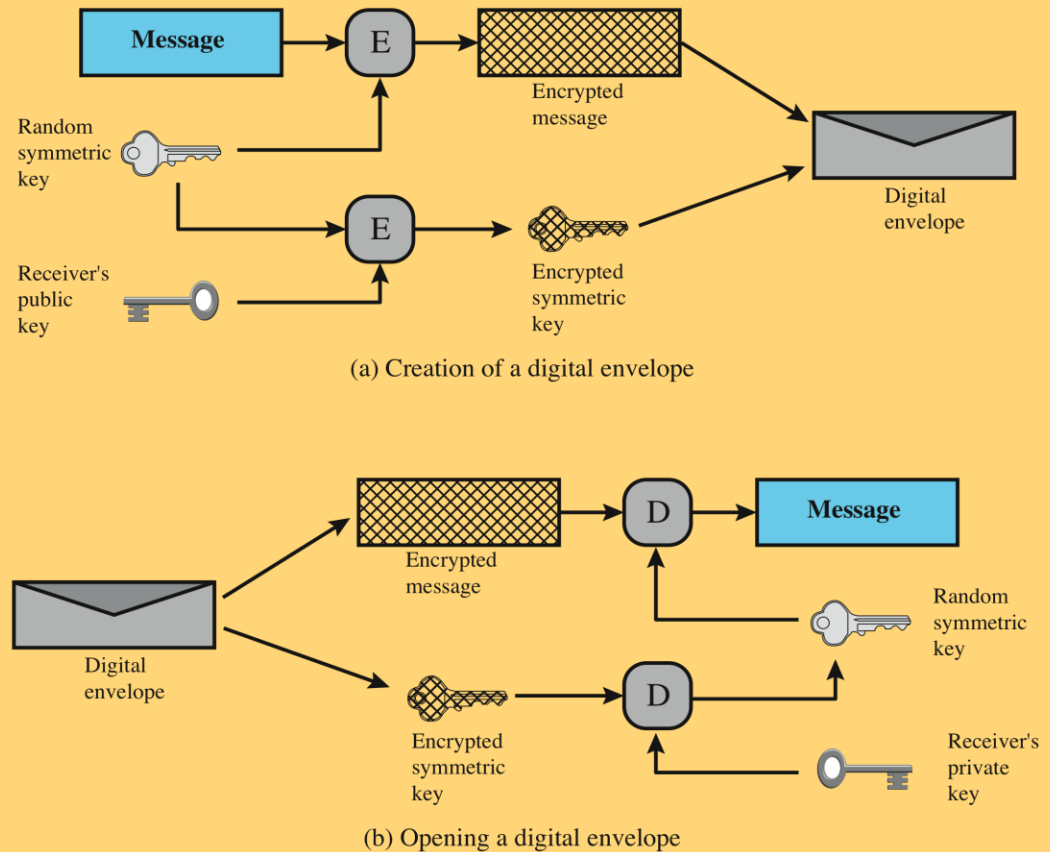 Message
E
Encrypted
message
Random
symmetric
key
Digital
envelope
E
Receiver's
public
key
Encrypted
symmetric
key
(a) Creation of a digital envelope
D
Message
Encrypted
message
Random
symmetric
key
Digital
envelope
D
Encrypted
symmetric
key
Receiver's
private
key
(b) Opening a digital envelope